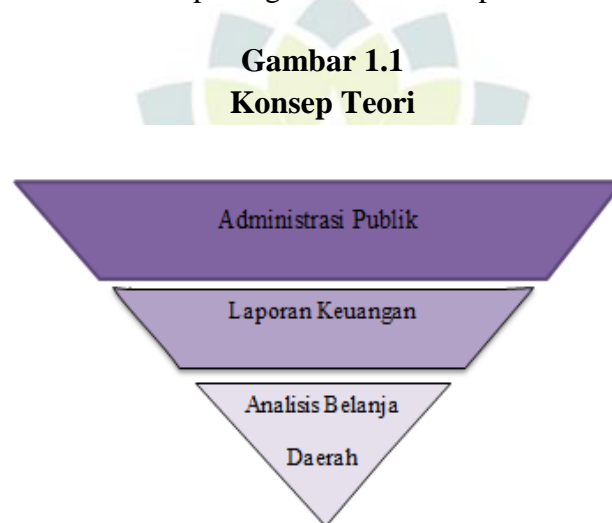 Gambar 1.1
Konsep Teori
Administrasi Publik
Laporan Keuangan
Analisis Belanja
Daerah